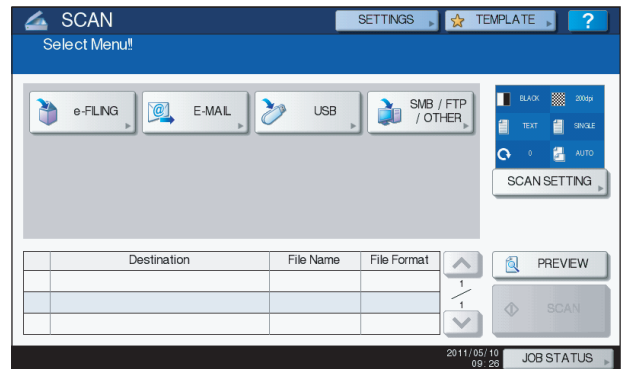 SCAN
SETTINGS
TEMPLATE
?
Select Menu!!
e-FILING
E-MAIL
USB
SMB / FTP
/ OTHER
BLACK
200dpi
TEXT
SINGLE
0
AUTO
SCAN SETTING
Destination
File Name
File Format
1
1
PREVIEW
SCAN
2011/05/10
09:26
JOB STATUS